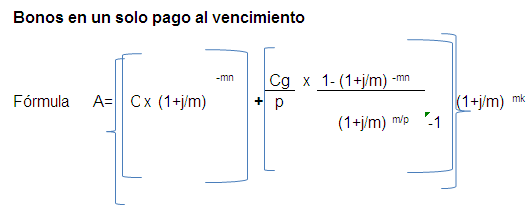 Bonos en un solo pago al vencimiento
-mn Cg x 1- (1+j/m) -mn
Fórmula A= C x (1+j/m) + p (1+j/m) mk
(1+j/m) m/p -1